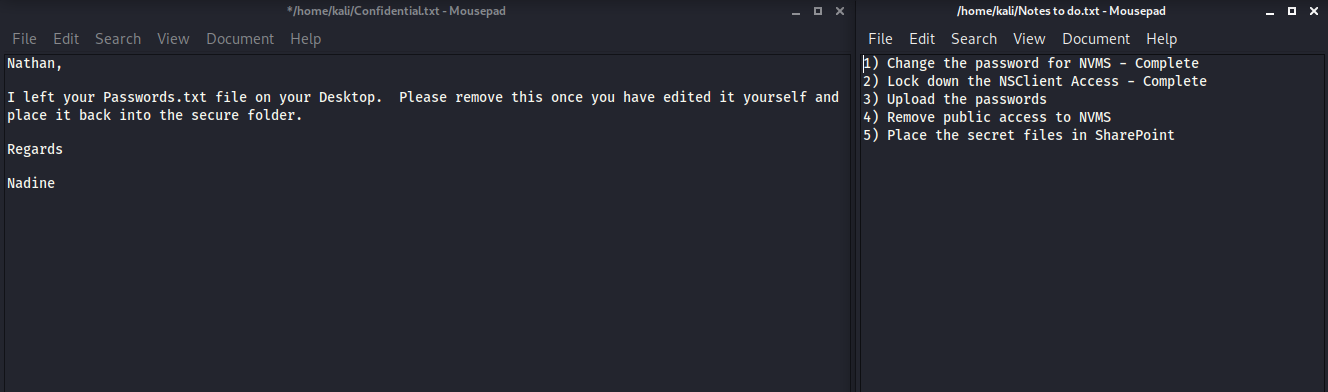 */home/kali/Confidential.txt - Mousepad
File Edit Search View Document Help
Nathan,
I left your Passwords.txt file on your Desktop.  Please remove this once you have edited it yourself and
place it back into the secure folder.
Regards
Nadine
/home/kali/Notes to do.txt - Mousepad
File Edit Search View Document Help
1) Change the password for NVMS - Complete
2) Lock down the NSClient Access - Complete
3) Upload the passwords
4) Remove public access to NVMS
5) Place the secret files in SharePoint